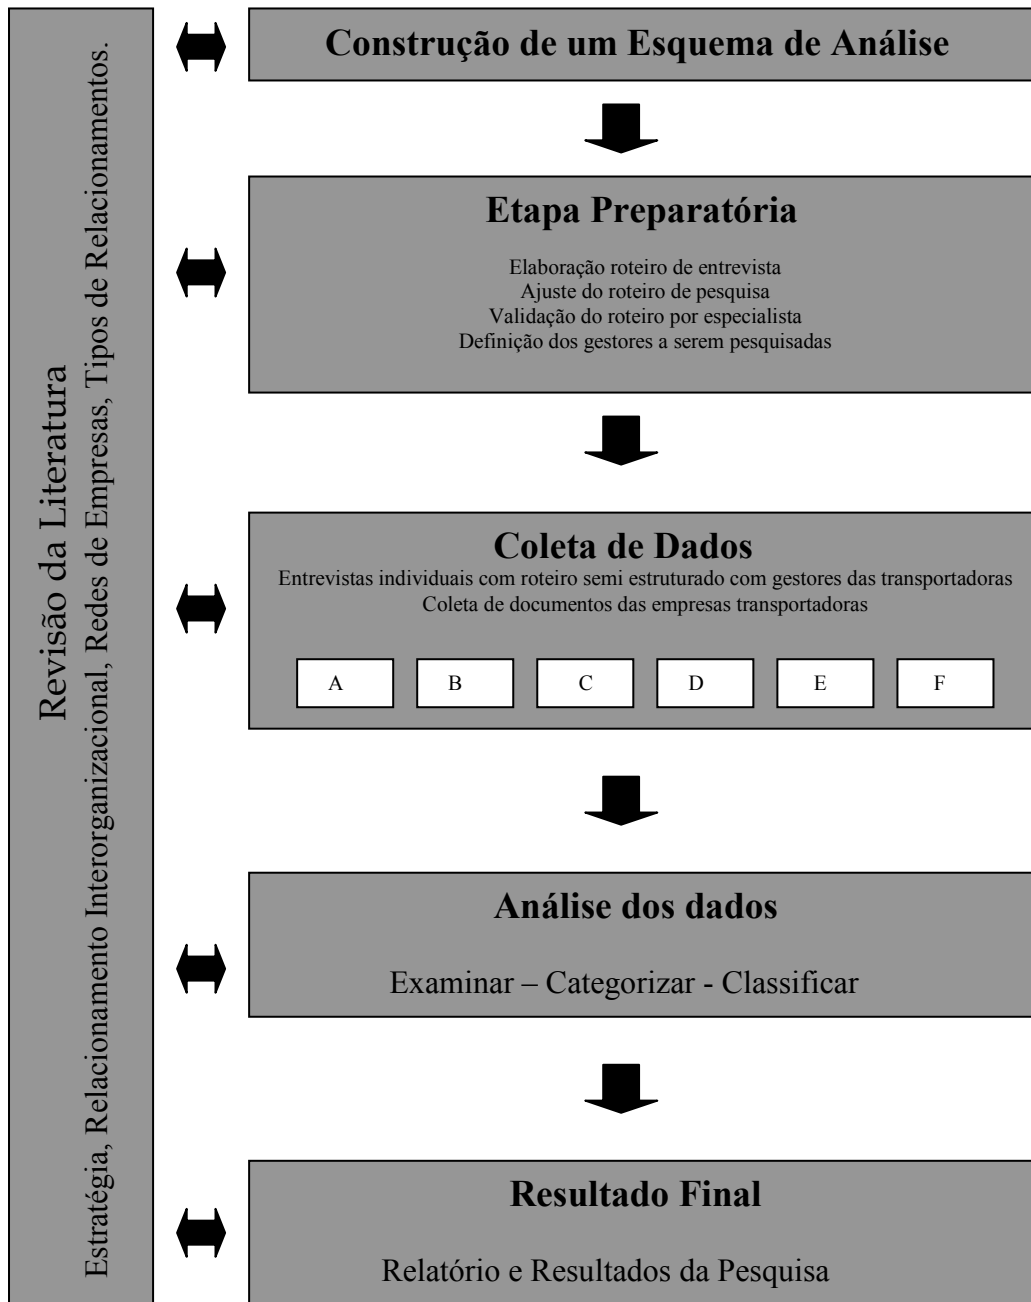 Revisão da Literatura
Estratégia, Relacionamento Interorganizacional, Redes de Empresas, Tipos de Relacionamentos.
Construção de um Esquema de Análise
Etapa Preparatória
Elaboração roteiro de entrevista
Ajuste do roteiro de pesquisa
Validação do roteiro por especialista
Definição dos gestores a serem pesquisadas
Coleta de Dados
Entrevistas individuais com roteiro semi estruturado com gestores das transportadoras
Coleta de documentos das empresas transportadoras
A B C D E F
Análise dos dados
Examinar – Categorizar - Classificar
Resultado Final
Relatório e Resultados da Pesquisa